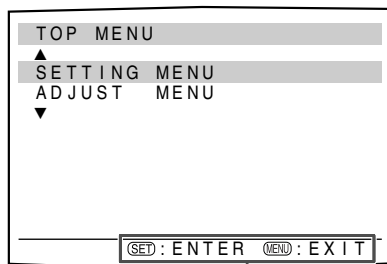 TOP MENU
▲
SETTING MENU
ADJUST MENU
▼
SET : ENTER MENU : EXIT